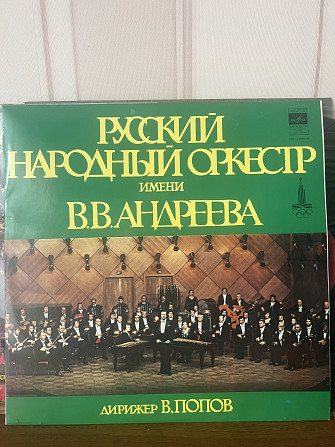 РУССКИЙ
НАРОДНЫЙ ОРКЕСТР
ИМЕНИ
В.В.АНДРЕЕВА
ДИРИЖЕР В.ПОПОВ